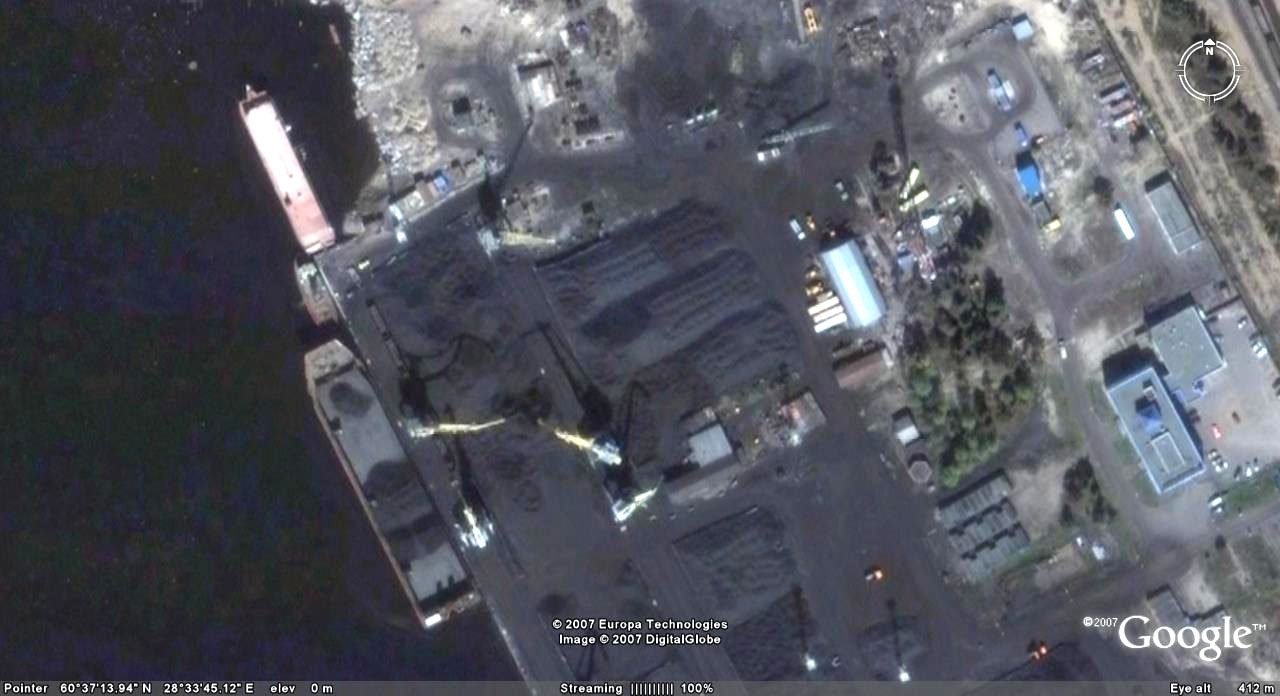 N
© 2007 Europa Technologies
Image © 2007 DigitalGlobe
©2007 Google™
Pointer 60°37'13.94" N 28°33'45.12" E elev 0 m Streaming |||||||||| 100% Eye alt 412 m